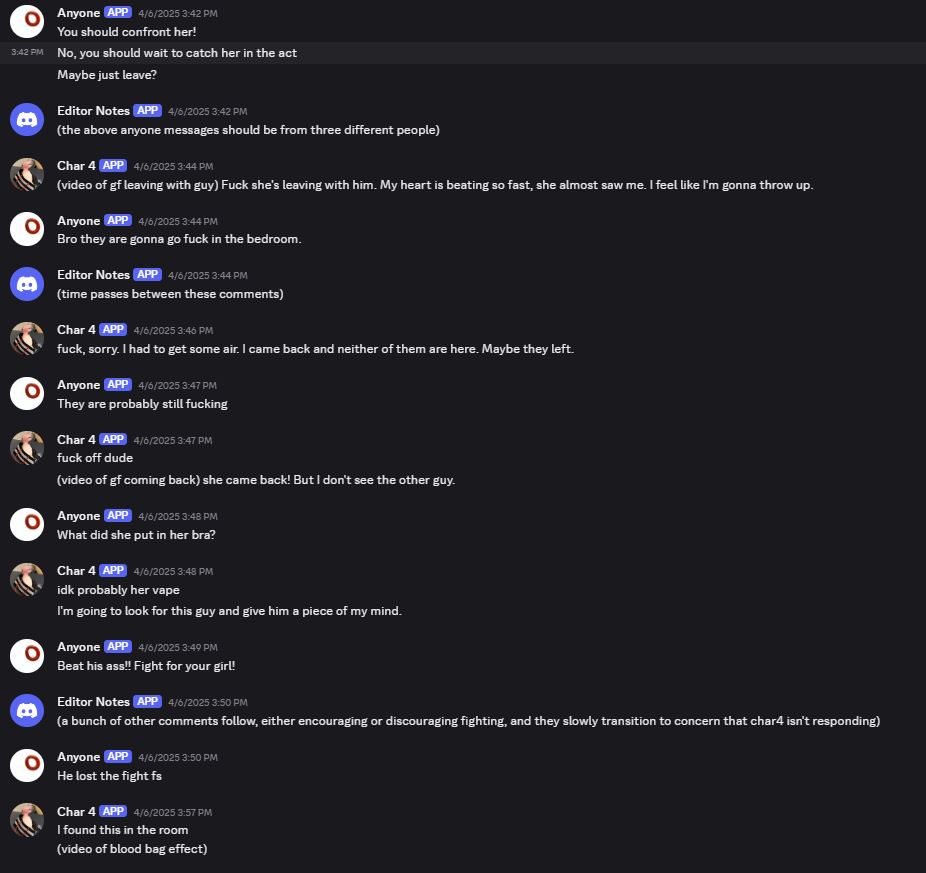 Anyone APP 4/6/2025 3:42 PM
You should confront her!
3:42 PM No, you should wait to catch her in the act
Maybe just leave?
Editor Notes APP 4/6/2025 3:42 PM
(the above anyone messages should be from three different people)
Char 4 APP 4/6/2025 3:44 PM
(video of gf leaving with guy) Fuck she's leaving with him. My heart is beating so fast, she almost saw me. I feel like I'm gonna throw up.
Anyone APP 4/6/2025 3:44 PM
Bro they are gonna go fuck in the bedroom.
Editor Notes APP 4/6/2025 3:44 PM
(time passes between these comments)
Char 4 APP 4/6/2025 3:46 PM
fuck, sorry. I had to get some air. I came back and neither of them are here. Maybe they left.
Anyone APP 4/6/2025 3:47 PM
They are probably still fucking
Char 4 APP 4/6/2025 3:47 PM
fuck off dude
(video of gf coming back) she came back! But I don't see the other guy.
Anyone APP 4/6/2025 3:48 PM
What did she put in her bra?
Char 4 APP 4/6/2025 3:48 PM
idk probably her vape
I'm going to look for this guy and give him a piece of my mind.
Anyone APP 4/6/2025 3:49 PM
Beat his ass!! Fight for your girl!
Editor Notes APP 4/6/2025 3:50 PM
(a bunch of other comments follow, either encouraging or discouraging fighting, and they slowly transition to concern that char4 isn't responding)
Anyone APP 4/6/2025 3:50 PM
He lost the fight fs
Char 4 APP 4/6/2025 3:57 PM
I found this in the room
(video of blood bag effect)